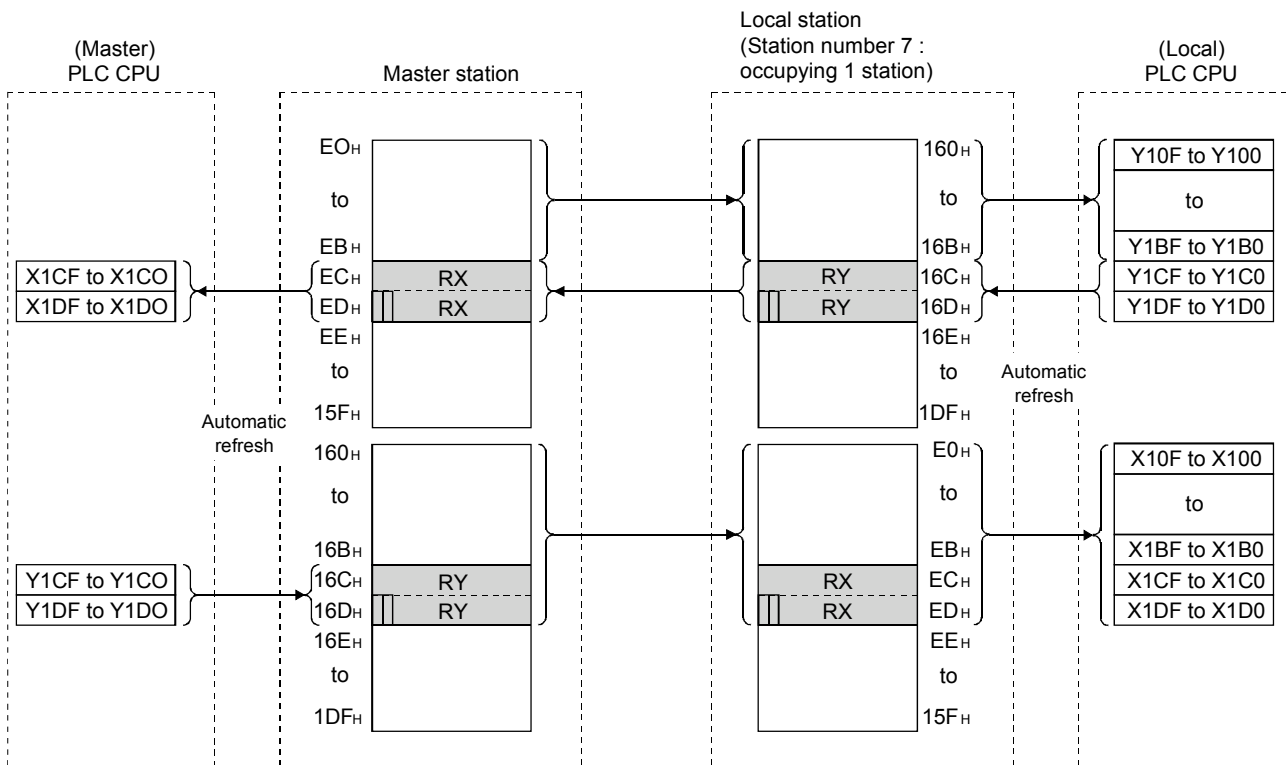 (Master)
PLC CPU
Master station
Local station
(Station number 7 :
occupying 1 station)
(Local)
PLC CPU
EOH
to
EBH
ECH
EDH
EEH
to
15FH
RX
RX
X1CF to X1CO
X1DF to X1DO
Automatic
refresh
160H
to
16BH
16CH
16DH
16EH
to
1DFH
RY
RY
Y10F to Y100
to
Y1BF to Y1B0
Y1CF to Y1C0
Y1DF to Y1D0
Automatic
refresh
160H
to
16BH
16CH
16DH
16EH
to
1DFH
RY
RY
Y1CF to Y1CO
Y1DF to Y1DO
E0H
to
EBH
ECH
EDH
EEH
to
15FH
RX
RX
X10F to X100
to
X1BF to X1B0
X1CF to X1C0
X1DF to X1D0